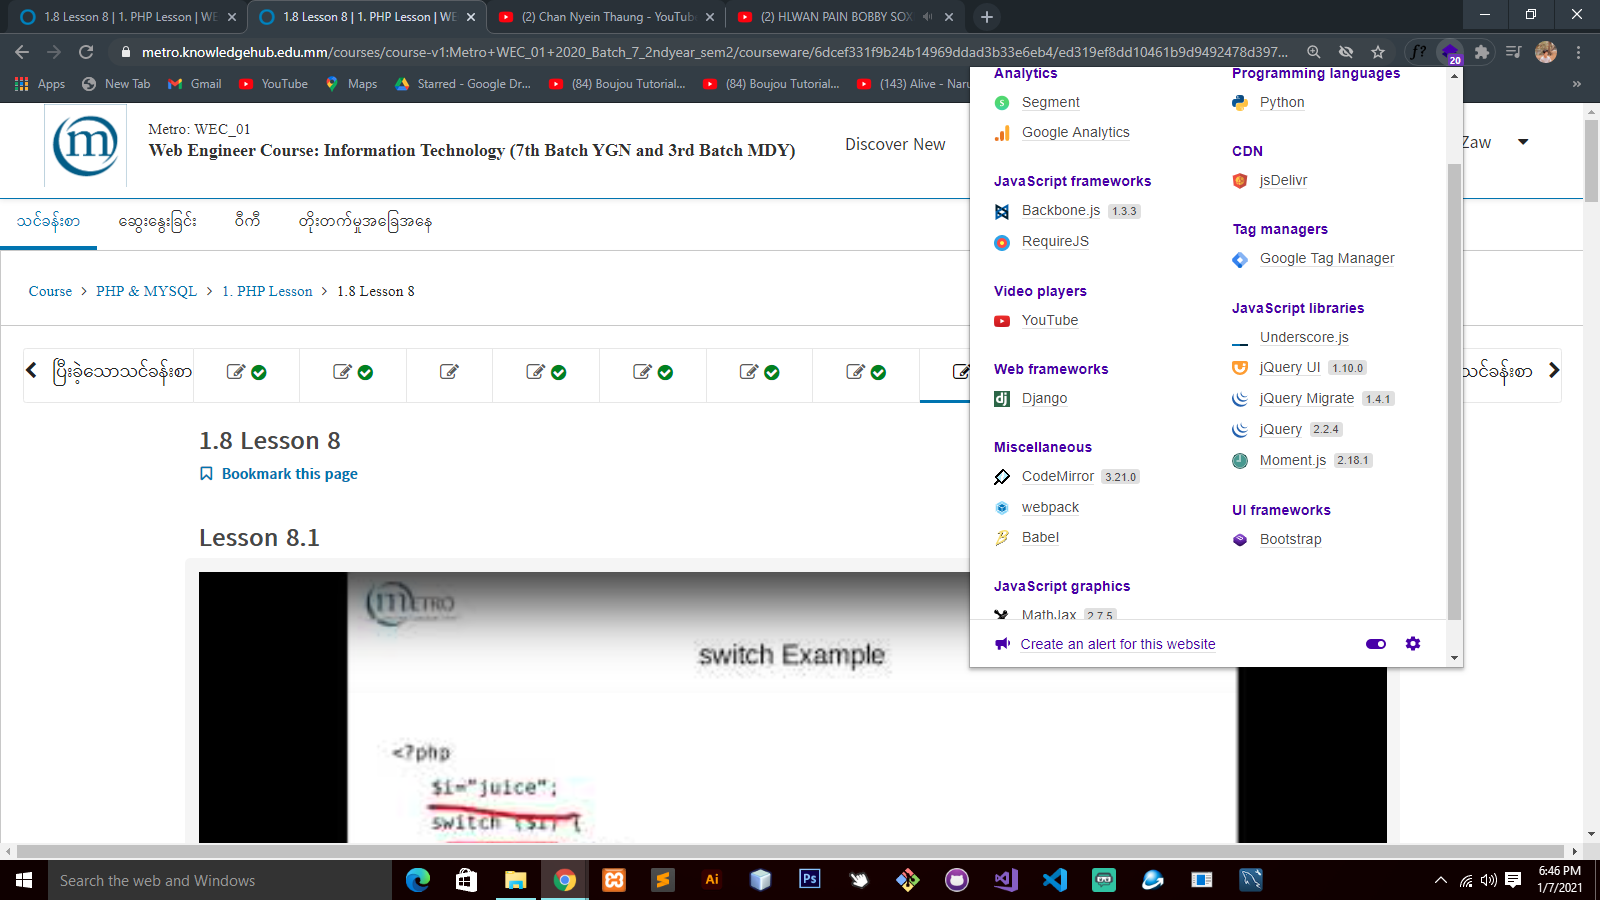 1.8 Lesson 8 | 1. PHP Lesson | WE
1.8 Lesson 8 | 1. PHP Lesson | WE
(2) Chan Nyein Thaung - YouTub
(2) HLWAN PAIN BOBBY SOX
metro.knowledgehub.edu.mm/courses/course-v1:Metro+WEC_01+2020_Batch_7_2ndyear_sem2/courseware/6dcef331f9b24b14969ddad3b33e6eb4/ed319ef8dd10461b9d9492478d397...
f?
20
Apps
New Tab
Gmail
YouTube
Maps
Starred - Google Dr...
(84) Boujou Tutorial...
(84) Boujou Tutorial...
(143) Alive - Naru
»
Metro: WEC_01
Web Engineer Course: Information Technology (7th Batch YGN and 3rd Batch MDY)
Discover New
Zaw
သင်ခန်းစာ
ဆွေးနွေးခြင်း
ဝီကီ
တိုးတက်မှုအခြေအနေ
Course > PHP & MYSQL > 1. PHP Lesson > 1.8 Lesson 8
ပြီးခဲ့သောသင်ခန်းစာ
သင်ခန်းစာ
1.8 Lesson 8
Bookmark this page
Lesson 8.1
METRO
switch Example
<?php
$i="juice";
switch ($i) {
Analytics
Segment
Google Analytics
JavaScript frameworks
Backbone.js 1.3.3
RequireJS
Video players
YouTube
Web frameworks
dj Django
Miscellaneous
CodeMirror 3.21.0
webpack
Babel
JavaScript graphics
MathJax 2.7.5
Programming languages
Python
CDN
jsDelivr
Tag managers
Google Tag Manager
JavaScript libraries
Underscore.js
jQuery UI 1.10.0
jQuery Migrate 1.4.1
jQuery 2.2.4
Moment.js 2.18.1
UI frameworks
Bootstrap
Create an alert for this website
Search the web and Windows
Ai
Ps
6:46 PM
1/7/2021